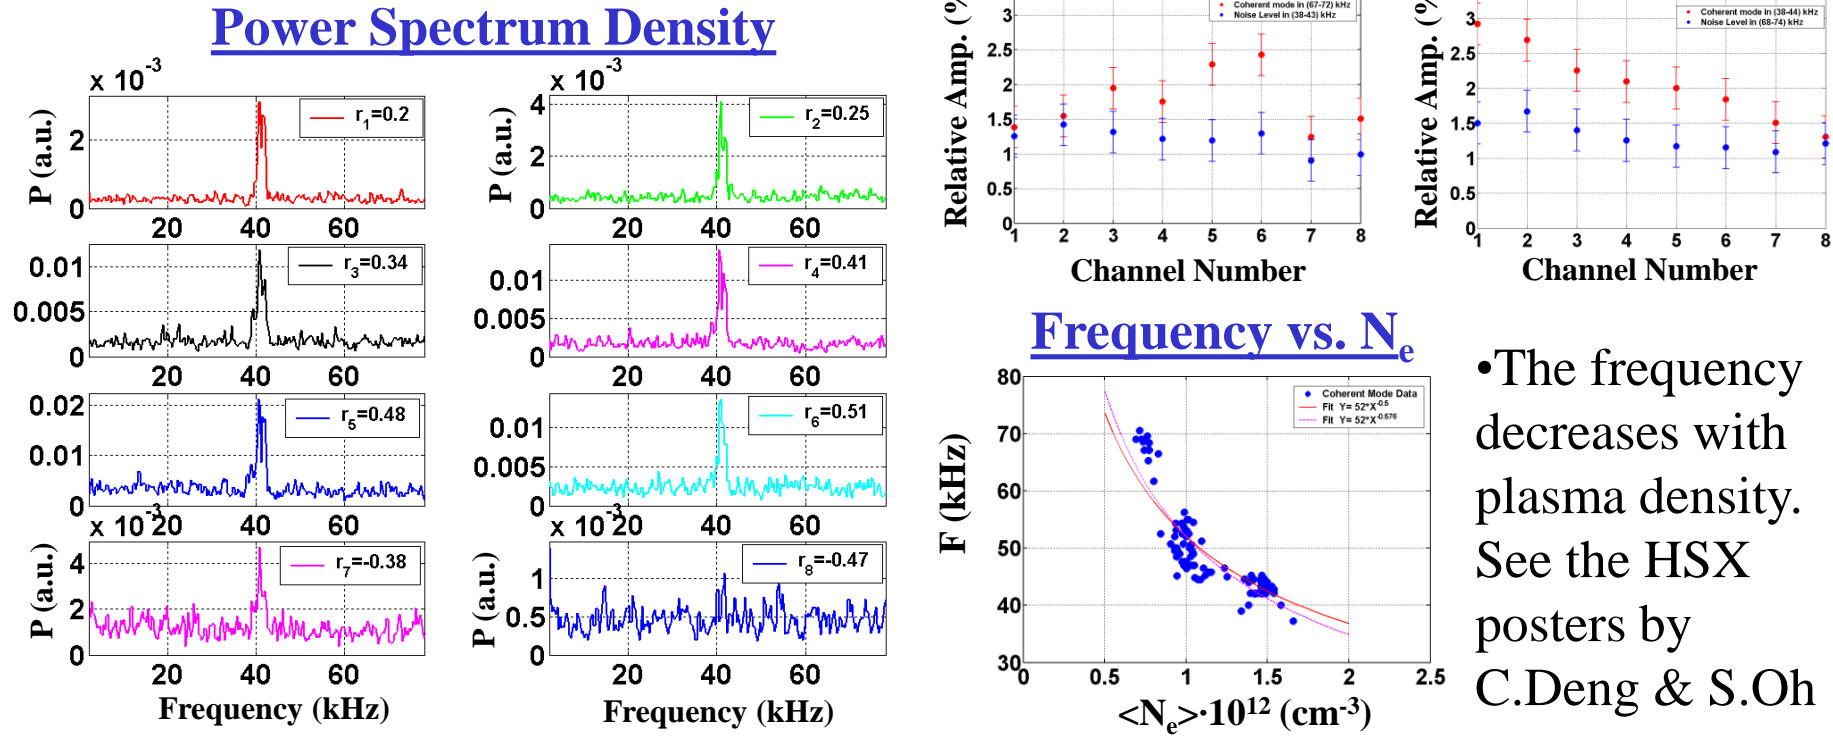 Power Spectrum Density
x 10-3
P (a.u.)
r1=0.2
2
0
20 40 60
x 10-3
P (a.u.)
r2=0.25
4
2
0
20 40 60
r3=0.34
0.01
0.005
0
20 40 60
r4=0.41
0.01
0.005
0
20 40 60
r5=0.48
0.02
0.01
0
20 40 60
r6=0.51
0.01
0.005
0
20 40 60
x 10-3
P (a.u.)
r7=-0.38
4
2
0
20 40 60
Frequency (kHz)
x 10-3
P (a.u.)
r8=-0.47
1
0.5
0
20 40 60
Frequency (kHz)
Coherent mode in (67-72) kHz
Noise Level in (38-43) kHz
Relative Amp. (%
3
2.5
2
1.5
1
0.5
0
1 2 3 4 5 6 7 8
Channel Number
Coherent mode in (38-44) kHz
Noise Level in (68-74) kHz
Relative Amp. (%
3
2.5
2
1.5
1
0.5
0
1 2 3 4 5 6 7 8
Channel Number
Frequency vs. Ne
Coherent Mode Data
Fit Y= 52*X-0.5
Fit Y= 52*X-0.576
F (kHz)
80
70
60
50
40
30
0 0.5 1 1.5 2 2.5
<Ne>·1012 (cm-3)
•The frequency
decreases with
plasma density.
See the HSX
posters by
C.Deng & S.Oh